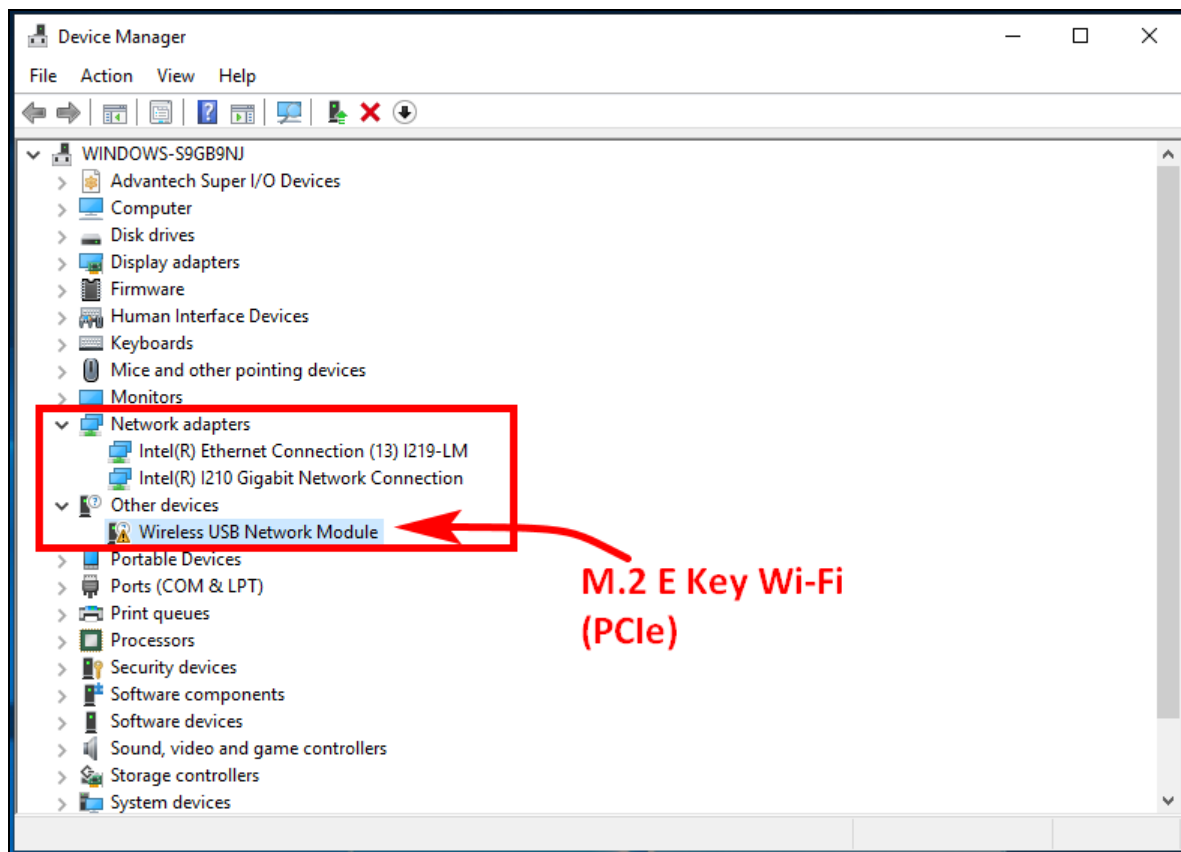 Device Manager
File Action View Help
WINDOWS-S9GB9NJ
Advantech Super I/O Devices
Computer
Disk drives
Display adapters
Firmware
Human Interface Devices
Keyboards
Mice and other pointing devices
Monitors
Network adapters
Intel(R) Ethernet Connection (13) I219-LM
Intel(R) I210 Gigabit Network Connection
Other devices
Wireless USB Network Module
Portable Devices
Ports (COM & LPT)
Print queues
Processors
Security devices
Software components
Software devices
Sound, video and game controllers
Storage controllers
System devices
M.2 E Key Wi-Fi
(PCIe)